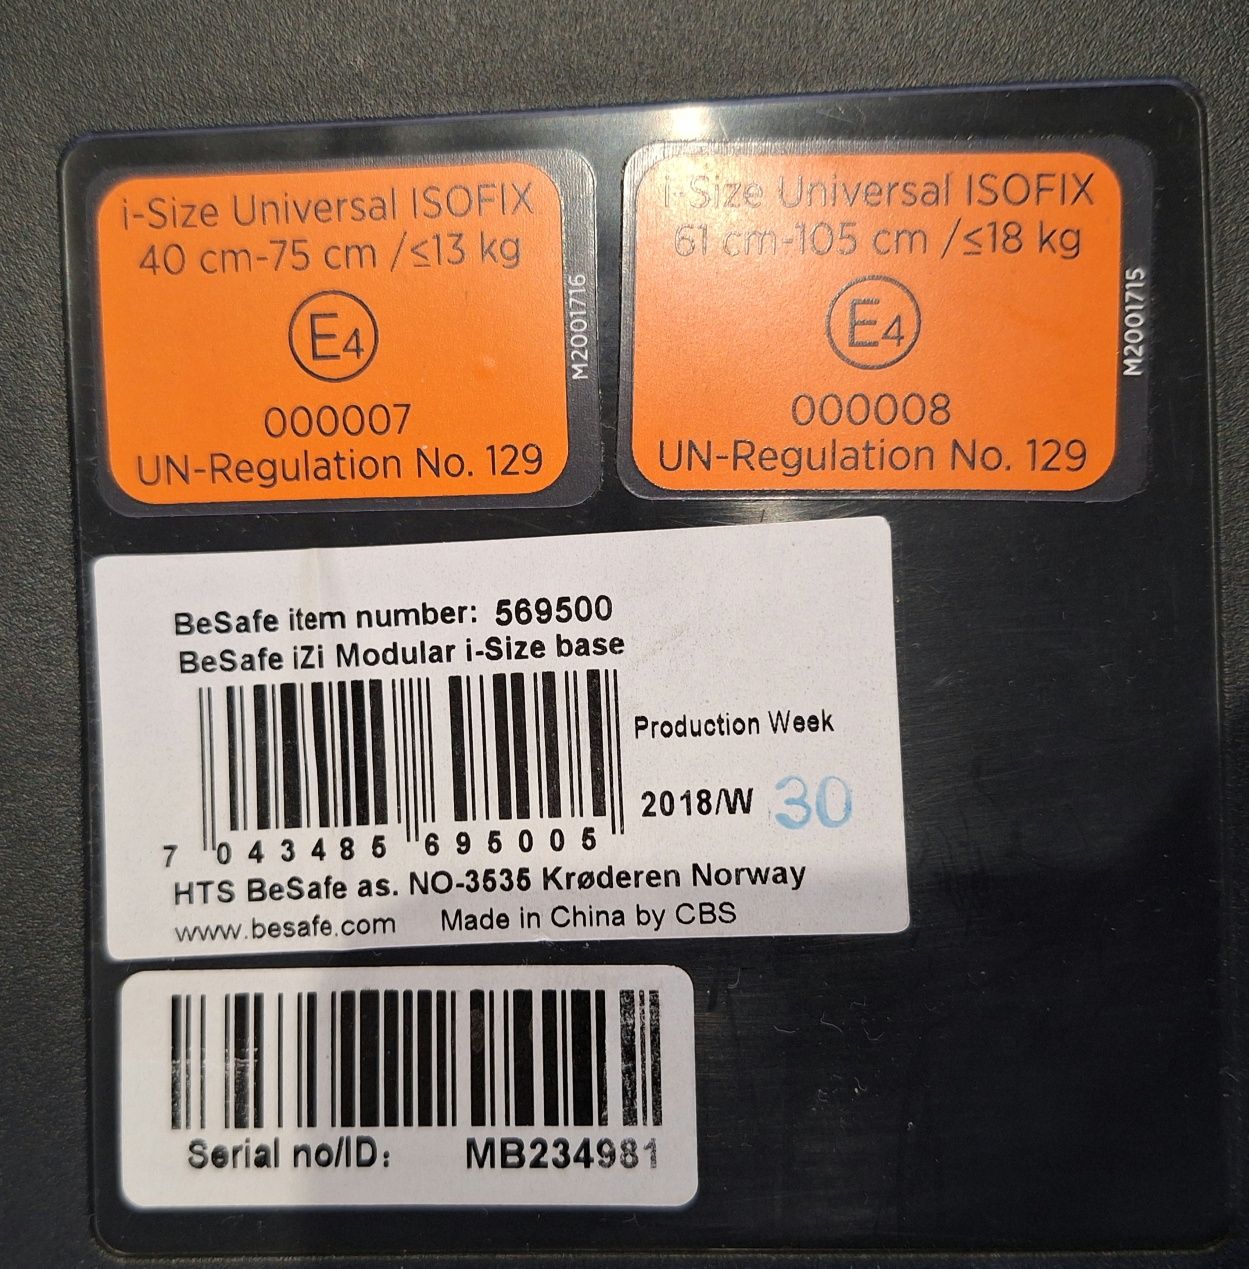 i-Size Universal ISOFIX
40 cm-75 cm /≤13 kg
E4
000007
UN-Regulation No. 129
M2001716
i-Size Universal ISOFIX
61 cm-105 cm /≤18 kg
E4
000008
UN-Regulation No. 129
M2001715
BeSafe item number: 569500
BeSafe iZi Modular i-Size base
Production Week
2018/W 30
7 043485 695005
HTS BeSafe as. NO-3535 Krøderen Norway
www.besafe.com Made in China by CBS
Serial no/ID: MB234981